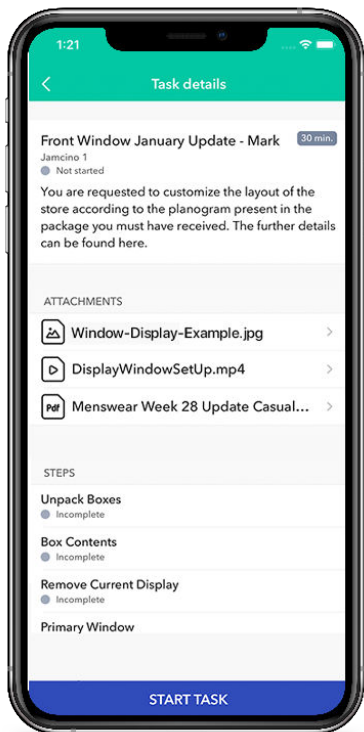 1:21
Task details
Front Window January Update - Mark
30 min.
Jamcino 1
Not started
You are requested to customize the layout of the
store according to the planogram present in the
package you must have received. The further details
can be found here.
ATTACHMENTS
Window-Display-Example.jpg
DisplayWindowSetUp.mp4
Pdf
Menswear Week 28 Update Casual...
STEPS
Unpack Boxes
Incomplete
Box Contents
Incomplete
Remove Current Display
Incomplete
Primary Window
START TASK